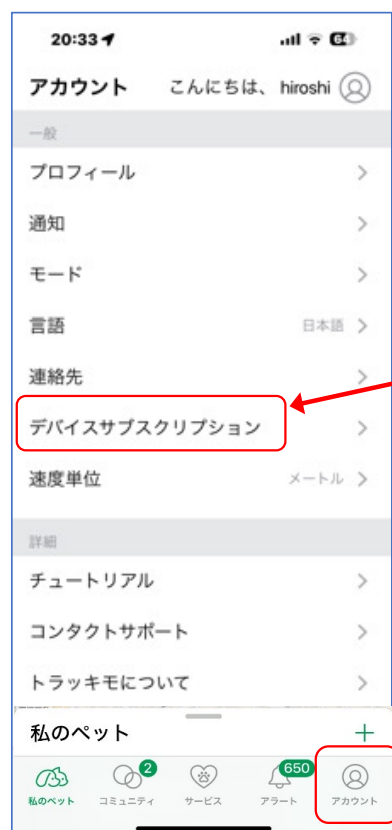 20:33
64
アカウント こんにちは、 hiroshi
一般
プロフィール
通知
モード
言語 日本語
連絡先
デバイスサブスクリプション
速度単位 メートル
詳細
チュートリアル
コンタクトサポート
トラッキモについて
私のペット
2
650
私のペット コミュニティ サービス アラート アカウント